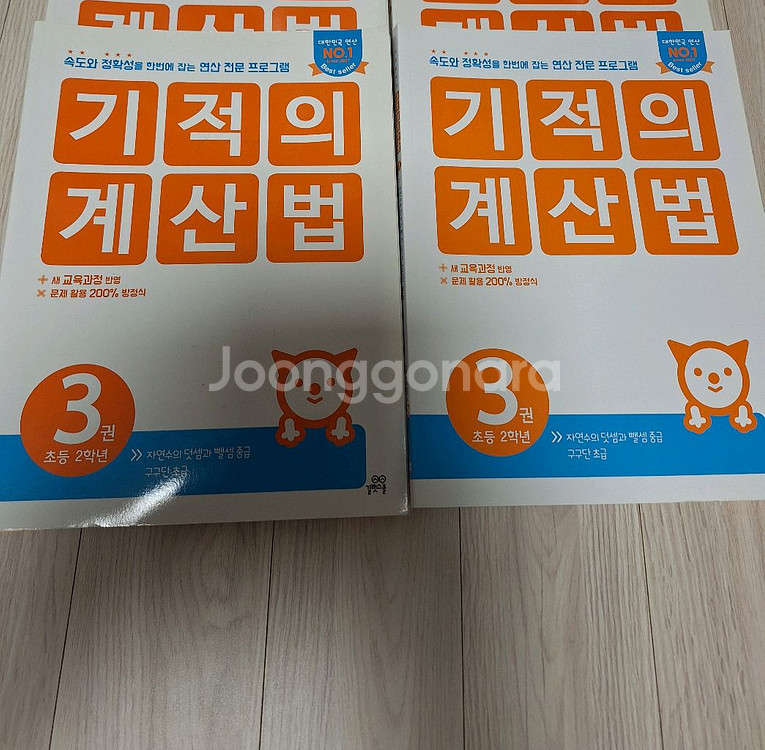 적의
속도와 정확성을 한번에 잡는 연산 전문 프로그램
대한민국 연산
NO.1
Best seller
기적의
계산법
+ 새 교육과정 반영
× 문제 활용 200% 방정식
3권
초등 2학년
자연수의 덧셈과 뺄셈 중급
구구단 초급
길벗스쿨
속도와 정확성을 한번에 잡는 연산 전문 프로그램
대한민국 연산
NO.1
Best seller
기적의
계산법
+ 새 교육과정 반영
× 문제 활용 200% 방정식
3권
초등 2학년
자연수의 덧셈과 뺄셈 중급
구구단 초급
Joonggonara